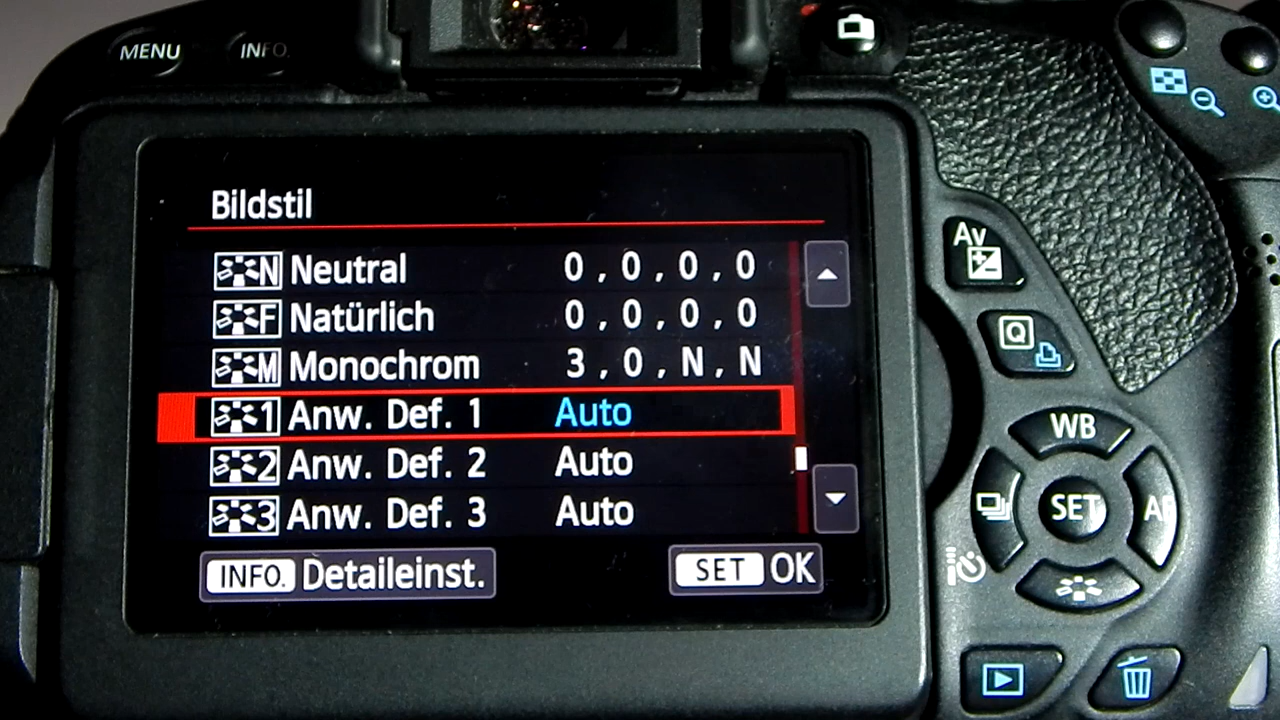 MENU
INFO.
Bildstil
N Neutral 0 , 0 , 0 , 0
F Natürlich 0 , 0 , 0 , 0
M Monochrom 3 , 0 , N , N
1 Anw. Def. 1 Auto
2 Anw. Def. 2 Auto
3 Anw. Def. 3 Auto
INFO. Detaileinst. SET OK
Av
Q
WB
SET
AF